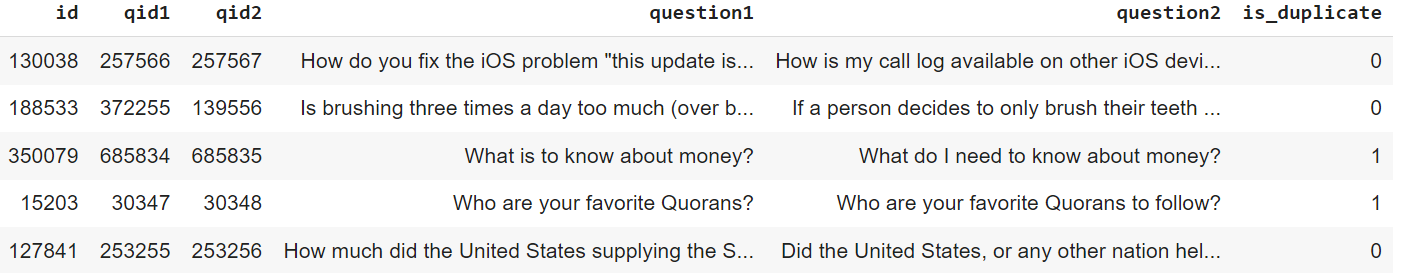 id qid1 qid2 question1 question2 is_duplicate
130038 257566 257567 How do you fix the iOS problem "this update is... How is my call log available on other iOS devi... 0
188533 372255 139556 Is brushing three times a day too much (over b... If a person decides to only brush their teeth ... 0
350079 685834 685835 What is to know about money? What do I need to know about money? 1
15203 30347 30348 Who are your favorite Quorans? Who are your favorite Quorans to follow? 1
127841 253255 253256 How much did the United States supplying the S... Did the United States, or any other nation hel... 0